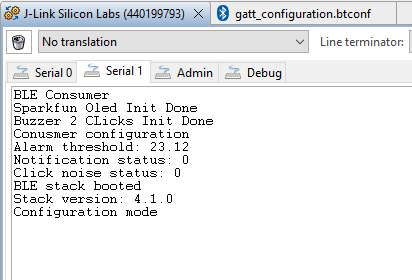 J-Link Silicon Labs (440199793)
gatt_configuration.btconf
No translation
Line terminator:
Serial 0
Serial 1
Admin
Debug
BLE Consumer
Sparkfun Oled Init Done
Buzzer 2 CLicks Init Done
Conusmer configuration
Alarm threshold: 23.12
Notification status: 0
Click noise status: 0
BLE stack booted
Stack version: 4.1.0
Configuration mode